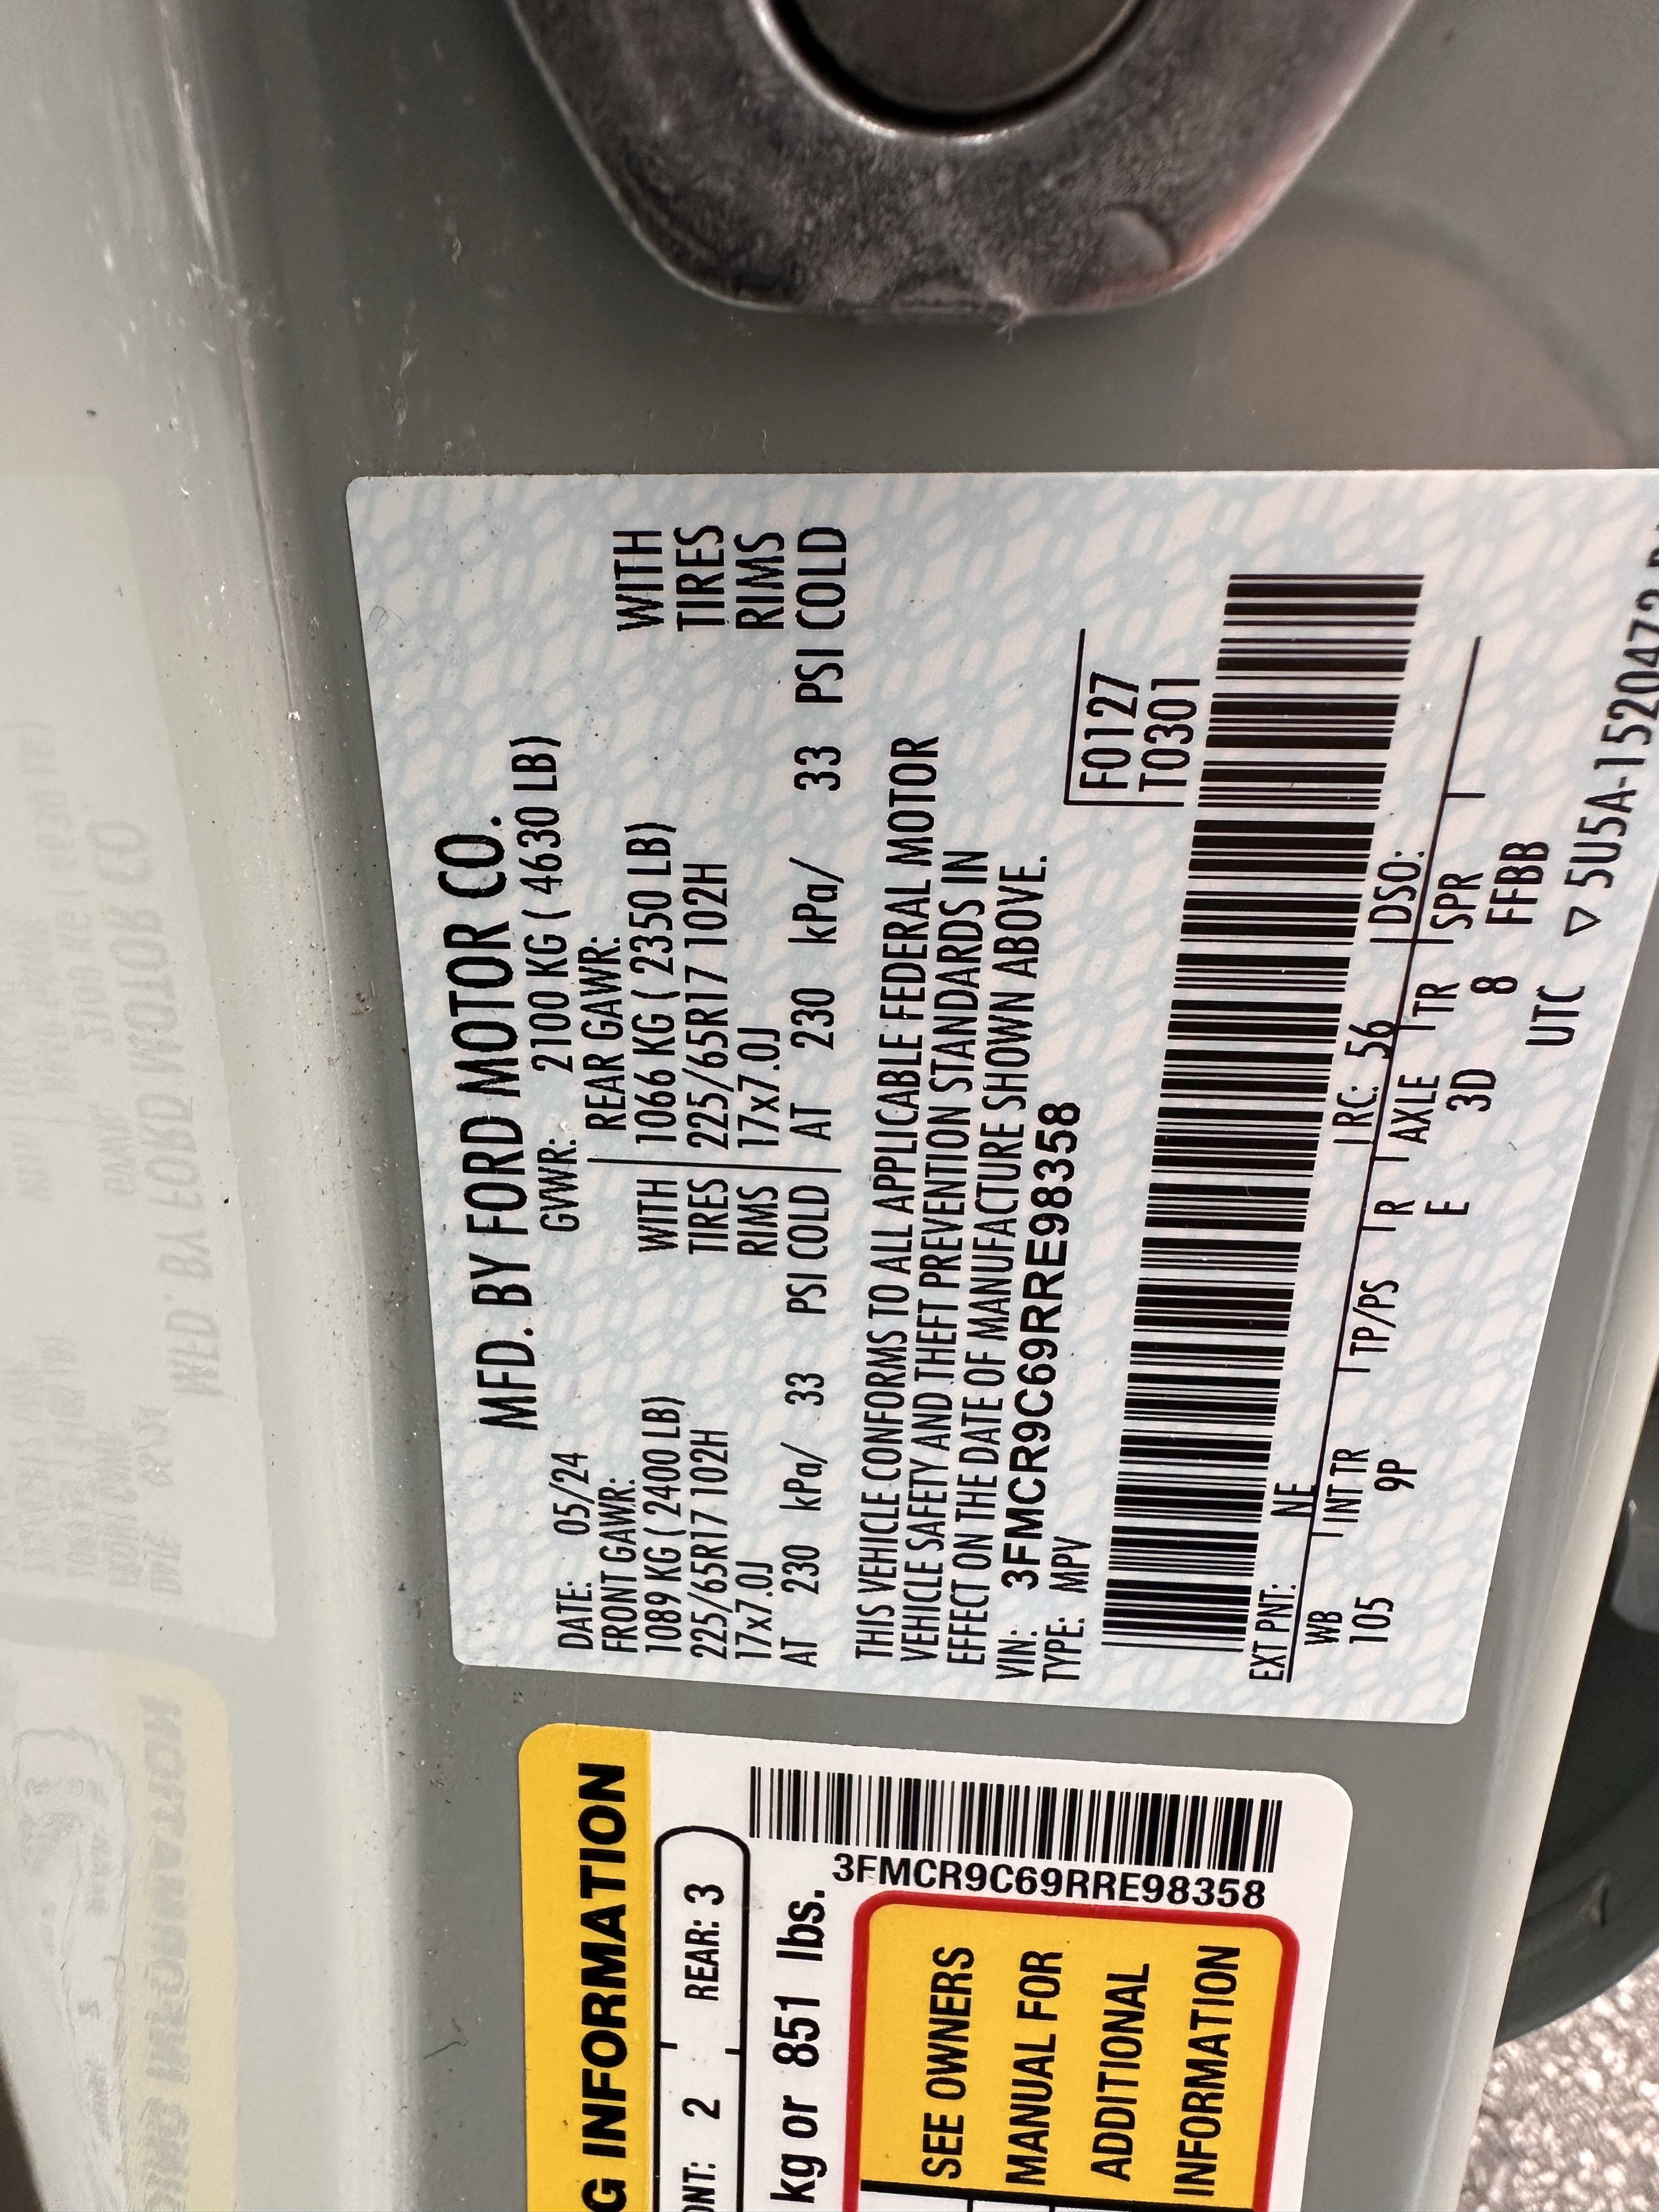 MFD. BY FORD MOTOR CO.
DATE: 05/24 GVWR: 2100 KG ( 4630 LB)
FRONT GAWR: REAR GAWR:
1089 KG ( 2400 LB) WITH 1066 KG ( 2350 LB) WITH
225/65R17 102H TIRES 225/65R17 102H TIRES
17x7.0J RIMS 17x7.0J RIMS
AT 230 kPa/ 33 PSI COLD AT 230 kPa/ 33 PSI COLD
THIS VEHICLE CONFORMS TO ALL APPLICABLE FEDERAL MOTOR
VEHICLE SAFETY AND THEFT PREVENTION STANDARDS IN
EFFECT ON THE DATE OF MANUFACTURE SHOWN ABOVE.
VIN: 3FMCR9C69RRE98358
TYPE: MPV
F0127
T0301
EXT PNT: NE RC: 56 DSO:
WB INT TR TP/PS R AXLE TR SPR
105 9P E 3D 8 FFBB
UTC ▽ 5U5A-1520472
G INFORMATION
ONT: 2 REAR: 3
kg or 851 lbs.
3FMCR9C69RRE98358
SEE OWNERS
MANUAL FOR
ADDITIONAL
INFORMATION